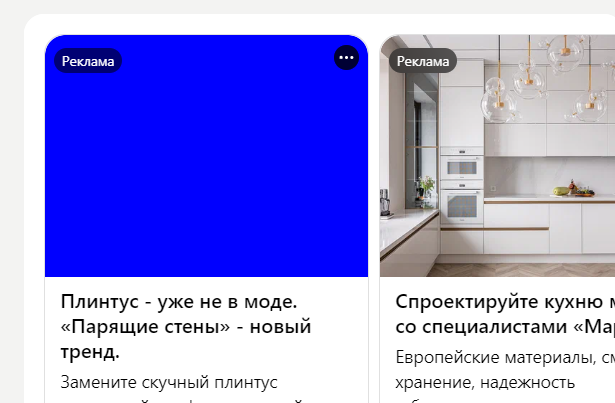 Реклама
Плинтус - уже не в моде.
«Парящие стены» - новый
тренд.
Замените скучный плинтус
Реклама
Спроектируйте кухню
со специалистами
Европейские материалы,
хранение, надежность